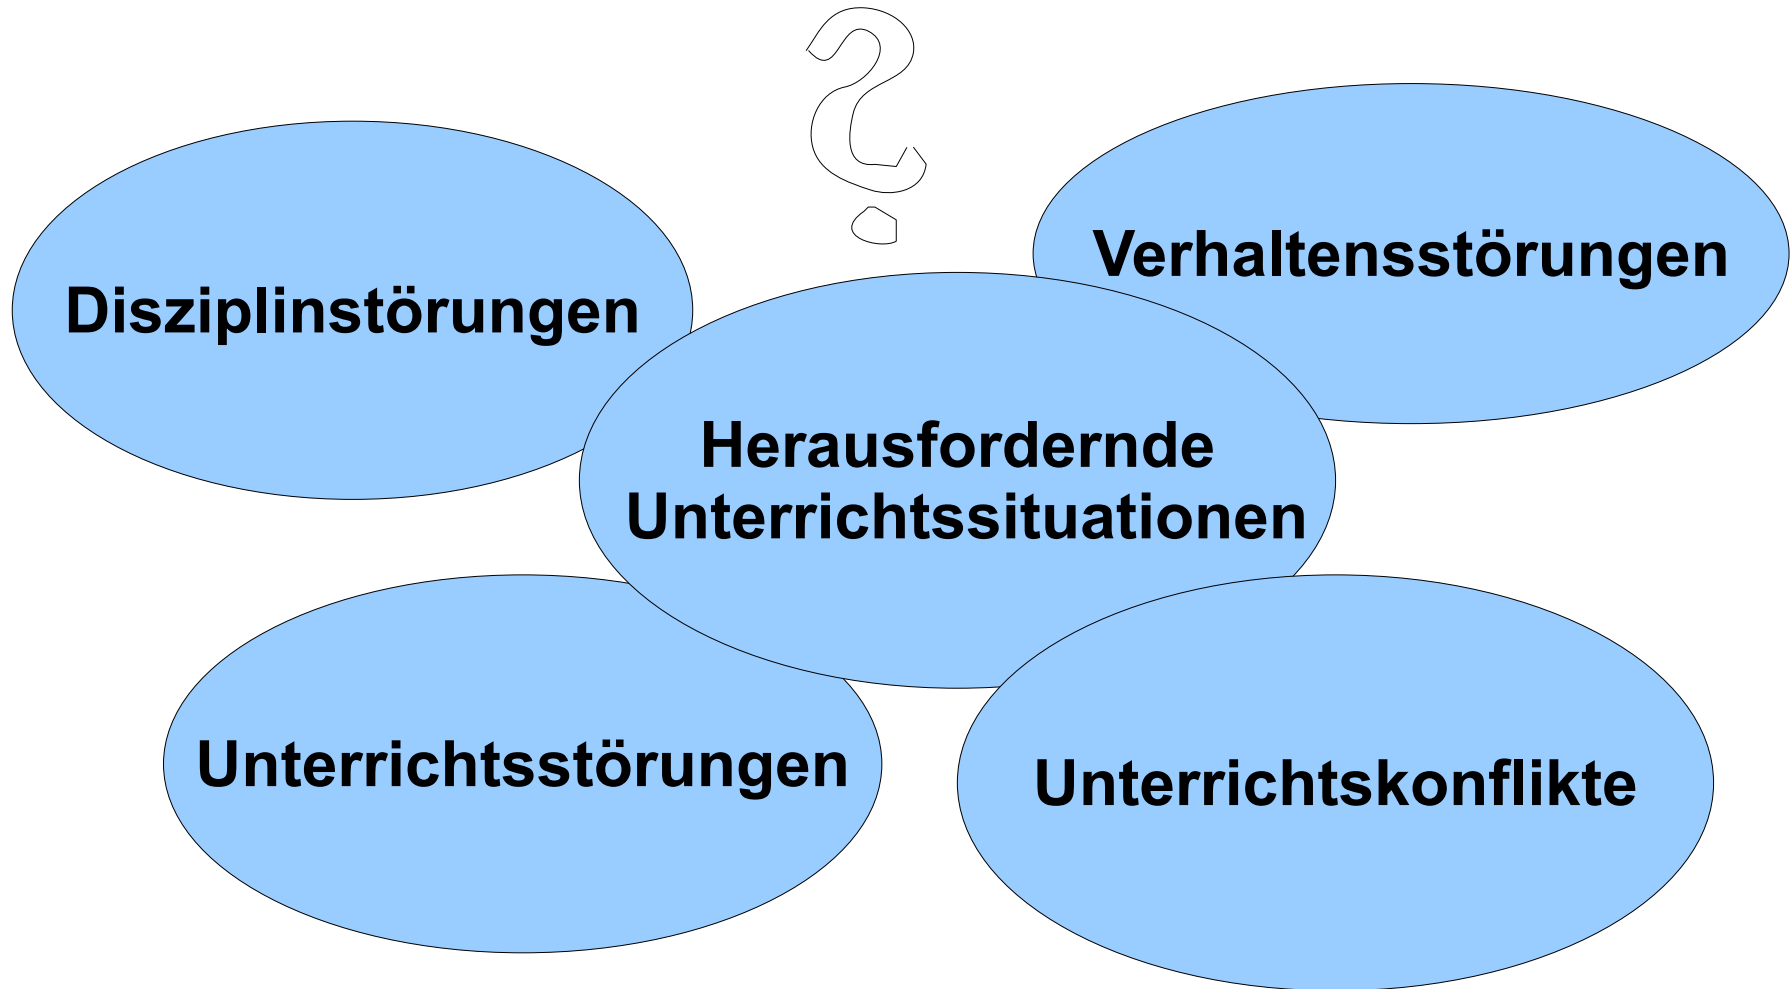 ?
Verhaltensstörungen
Disziplinstörungen
Herausfordernde
Unterrichtssituationen
Unterrichtsstörungen
Unterrichtskonflikte